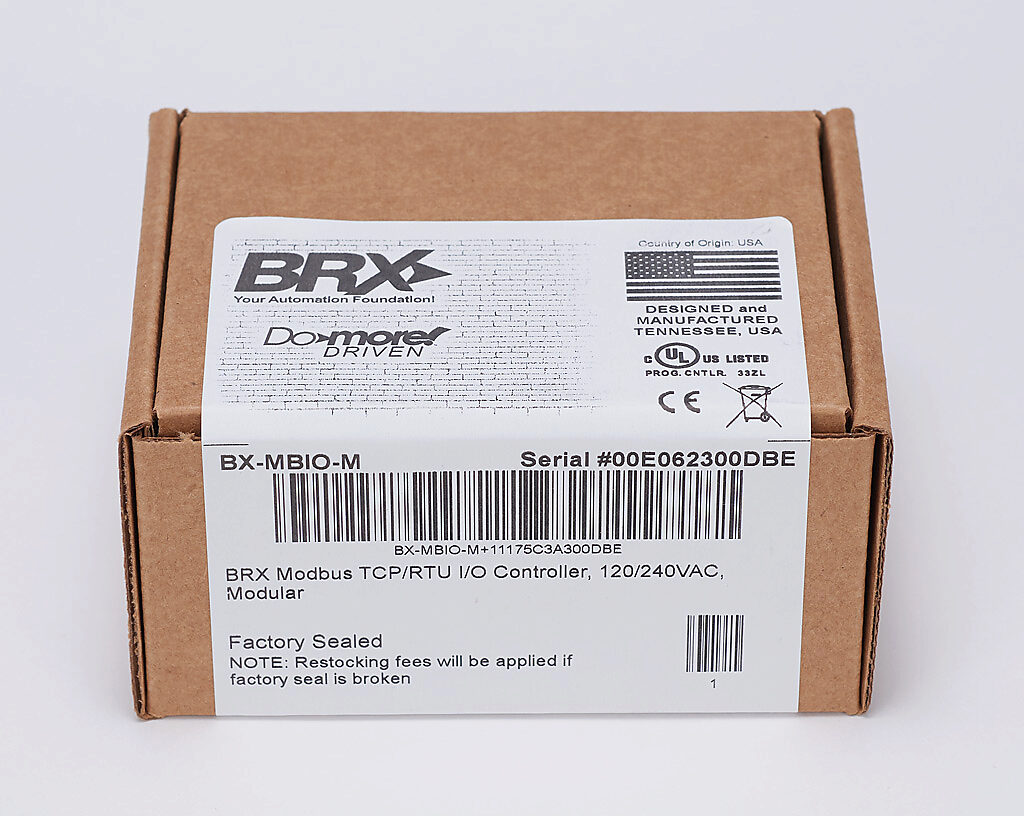 BRX
Your Automation Foundation!
Do-more!
DRIVEN
Country of Origin: USA
DESIGNED and
MANUFACTURED
TENNESSEE, USA
C UL US LISTED
PROG. CNTLR. 33ZL
CE
BX-MBIO-M Serial #00E062300DBE
BX-MBIO-M+11175C3A300DBE
BRX Modbus TCP/RTU I/O Controller, 120/240VAC,
Modular
Factory Sealed
NOTE: Restocking fees will be applied if
factory seal is broken
1